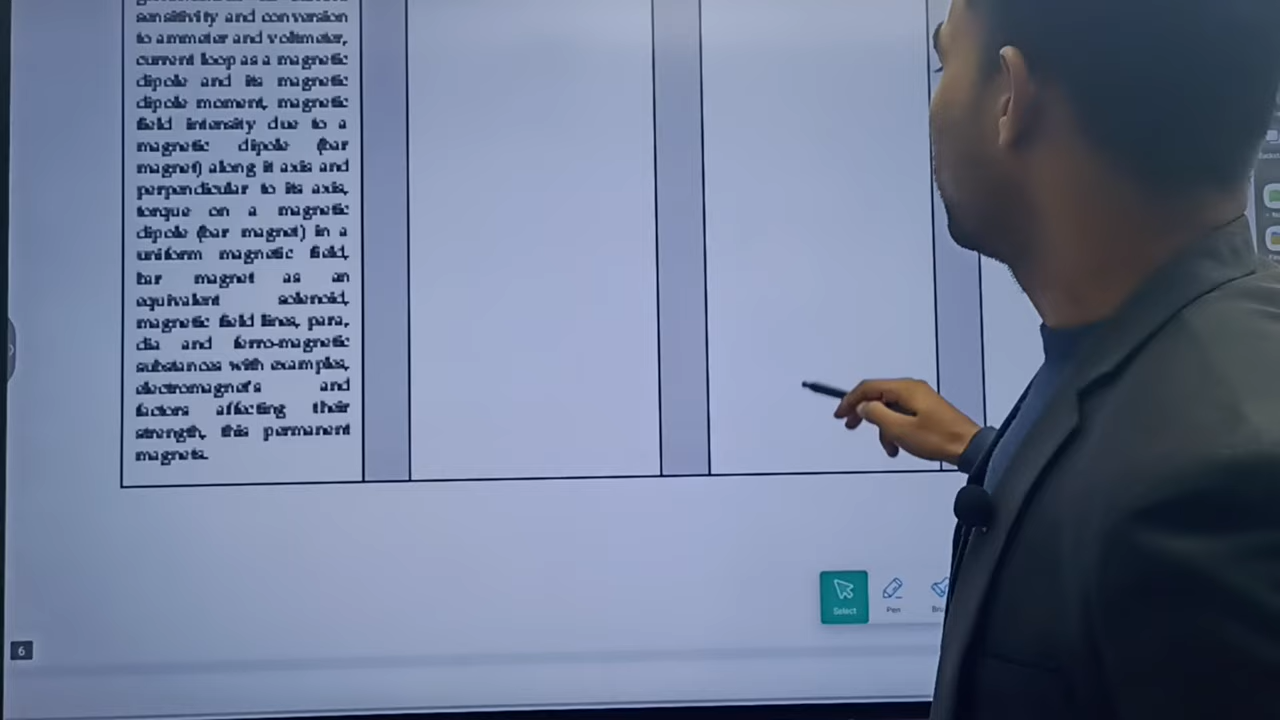 sensitivity and conversion
to ammeter and voltmeter,
current loop as a magnetic
dipole and its magnetic
dipole moment, magnetic
field intensity due to a
magnetic dipole (bar
magnet) along it axis and
perpendicular to its axis,
torque on a magnetic
dipole (bar magnet) in a
uniform magnetic field,
bar magnet as an
equivalent solenoid,
magnetic field lines, para,
dia and ferro-magnetic
substances with examples,
electromagnets and
factors affecting their
strength, this permanent
magnets.
Select
Pen
6